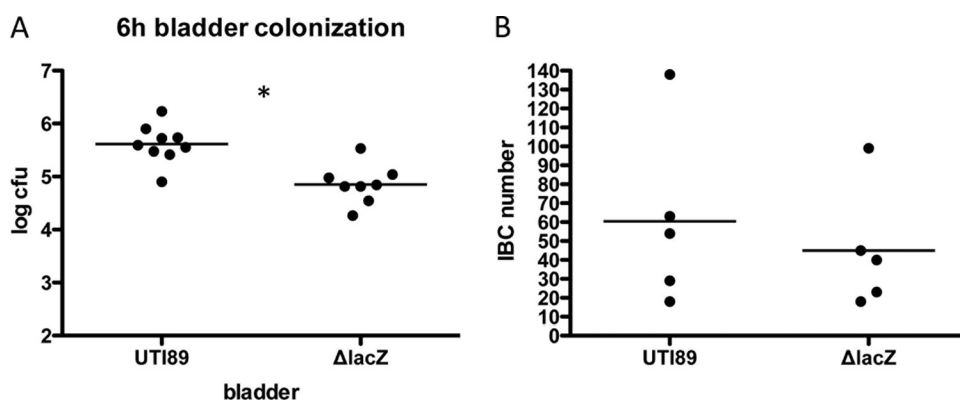 A
6h bladder colonization
7
6
5
4
3
2
log cfu
*
UTI89
ΔlacZ
bladder
B
140
130
120
110
100
90
80
70
60
50
40
30
20
10
0
IBC number
UTI89
ΔlacZ